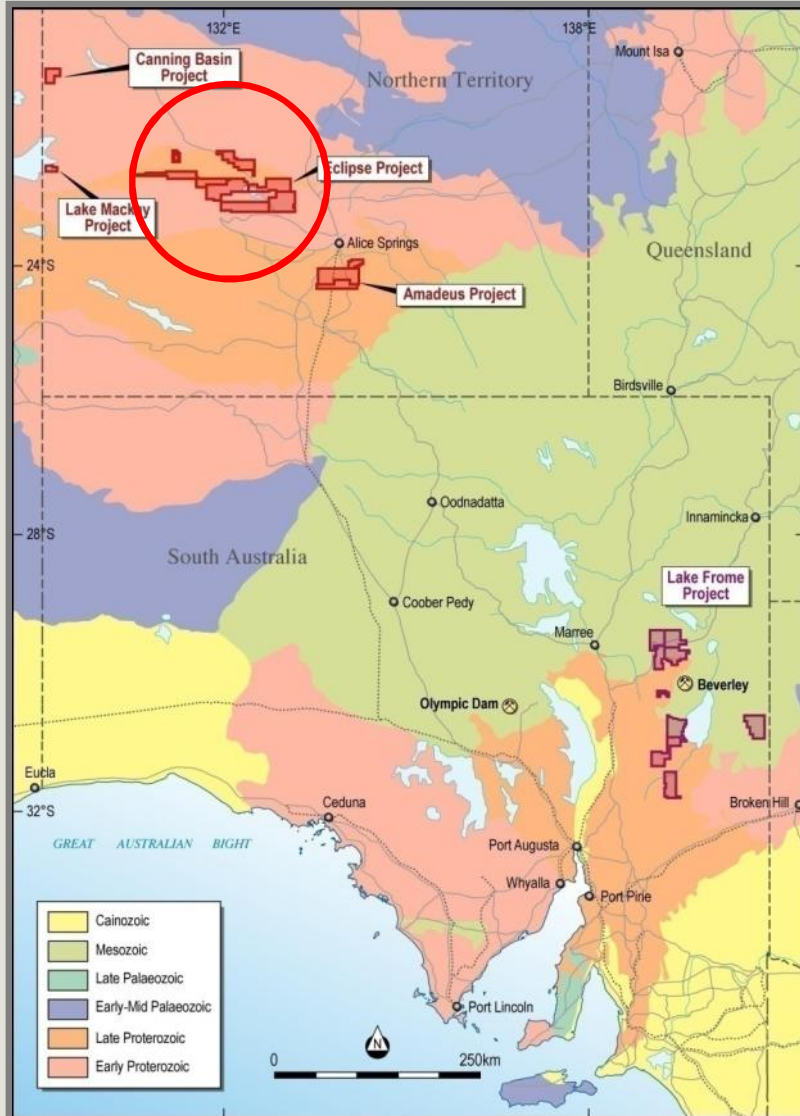 132°E
138°E
Mount Isa
Canning Basin
Project
Northern Territory
Eclipse Project
Lake Mackay
Project
Alice Springs
24°S
Queensland
Amadeus Project
Birdsville
Oodnadatta
Innamincka
28°S
South Australia
Lake Frome
Project
Coober Pedy
Marree
Beverley
Olympic Dam
Eucla
Ceduna
Broken Hill
32°S
GREAT AUSTRALIAN BIGHT
Port Augusta
Whyalla
Port Pirie
Cainozoic
Mesozoic
Late Palaeozoic
Early-Mid Palaeozoic
Late Proterozoic
Early Proterozoic
Port Lincoln
N
0
250km